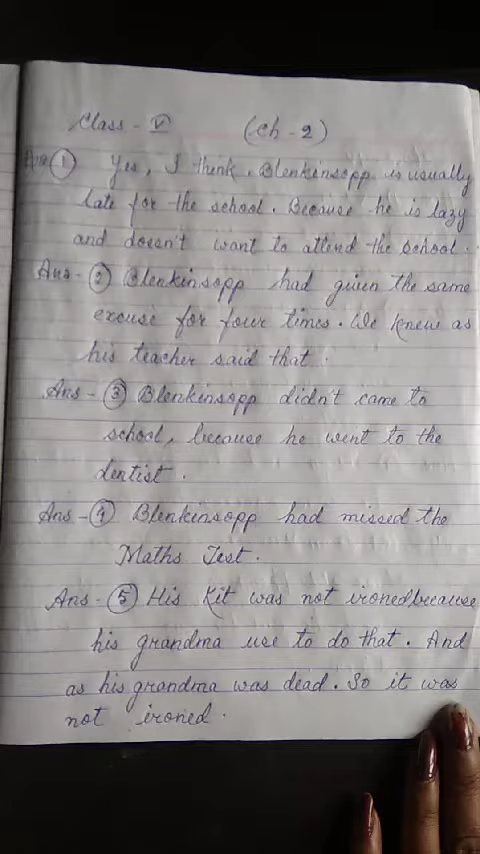 Class - V (Ch - 2)
Ans ① Yes, I think, Blenkinsopp is usually
late for the school. Because he is lazy
and doesn't want to attend the school.
Ans - ② Blenkinsopp had given the same
excuse for four times. We knew as
his teacher said that.
Ans - ③ Blenkinsopp didn't came to
school, because he went to the
dentist.
Ans - ④ Blenkinsopp had missed the
Maths Test.
Ans - ⑤ His Kit was not ironed, because
his grandma use to do that. And
as his grandma was dead. So it was
not ironed.